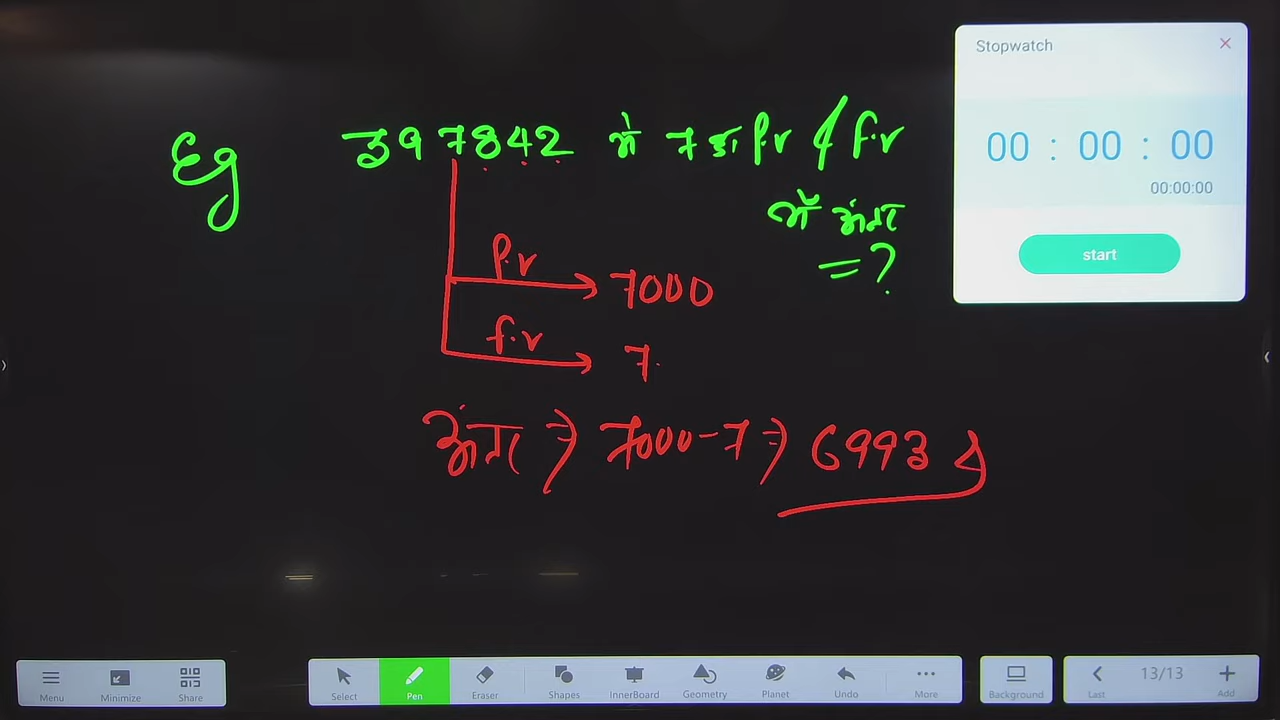 Stopwatch
00 : 00 : 00
00:00:00
start
Eg 397842 में 7 का P.v / f.v
में अंतर
= ?
P.v → 7000
f.v → 7.
अंतर ⇒ 7000-7 ⇒ 6993
Menu Minimize Share Select Pen Eraser Shapes InnerBoard Geometry Planet Undo More Background Last 13/13 Add